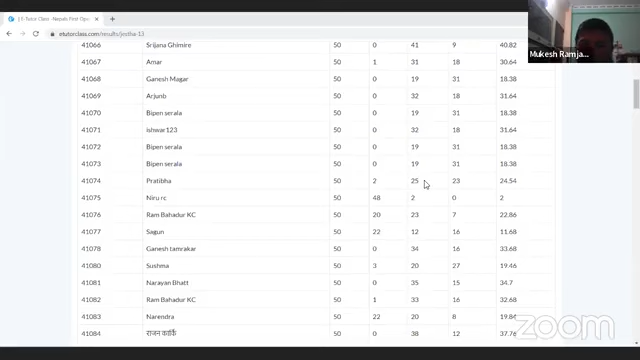 [ E-Tutor Class -Nepals First Ope
etutorclass.com/results/jestha-13
Mukesh Ramja...
41066 Srijana Ghimire 50 0 41 9 40.82
41067 Amar 50 1 31 18 30.64
41068 Ganesh Magar 50 0 19 31 18.38
41069 Arjunb 50 0 32 18 31.64
41070 Bipen serala 50 0 19 31 18.38
41071 ishwar123 50 0 32 18 31.64
41072 Bipen serala 50 0 19 31 18.38
41073 Bipen serala 50 0 19 31 18.38
41074 Pratibha 50 2 25 23 24.54
41075 Niru rc 50 48 2 0 2
41076 Ram Bahadur KC 50 20 23 7 22.86
41077 Sagun 50 22 12 16 11.68
41078 Ganesh tamrakar 50 0 34 16 33.68
41080 Sushma 50 3 20 27 19.46
41081 Narayan Bhatt 50 0 35 15 34.7
41082 Ram Bahadur KC 50 1 33 16 32.68
41083 Narendra 50 22 20 8 19.84
41084 राजन कार्कि 50 0 38 12 37.76
zoom